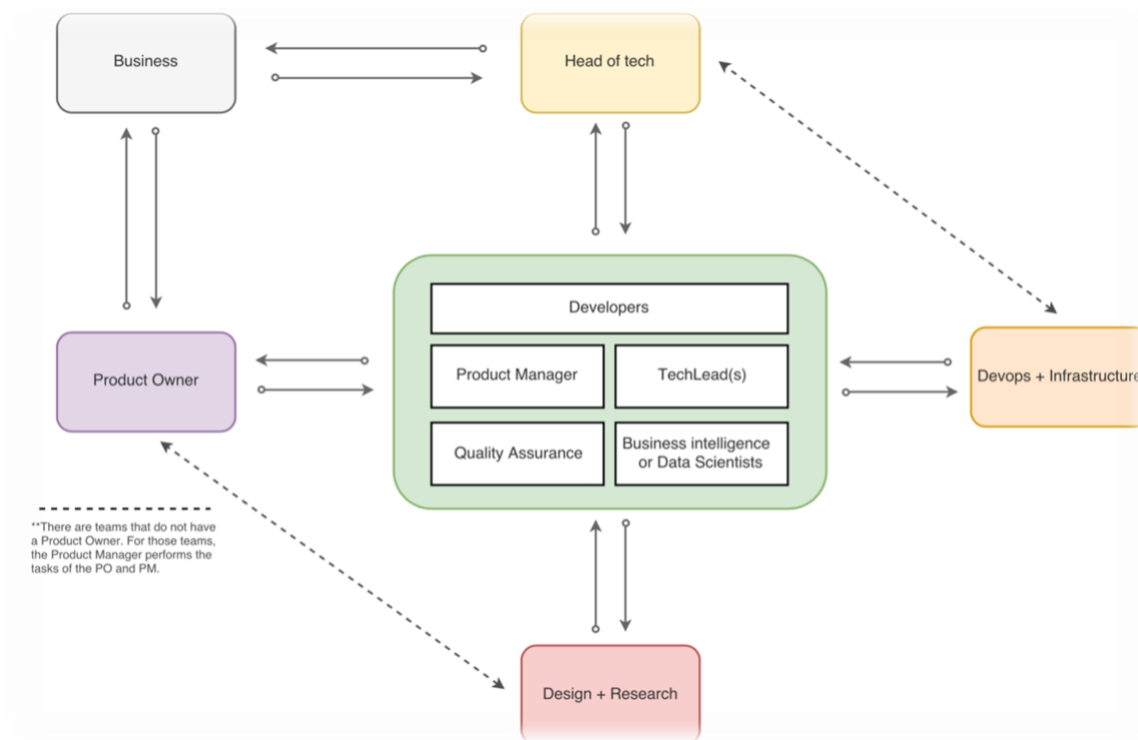 Business
Head of tech
Developers
Product Manager
TechLead(s)
Product Owner
Devops + Infrastructure
Quality Assurance
Business intelligence
or Data Scientists
**There are teams that do not have
a Product Owner. For those teams,
the Product Manager performs the
tasks of the PO and PM.
Design + Research